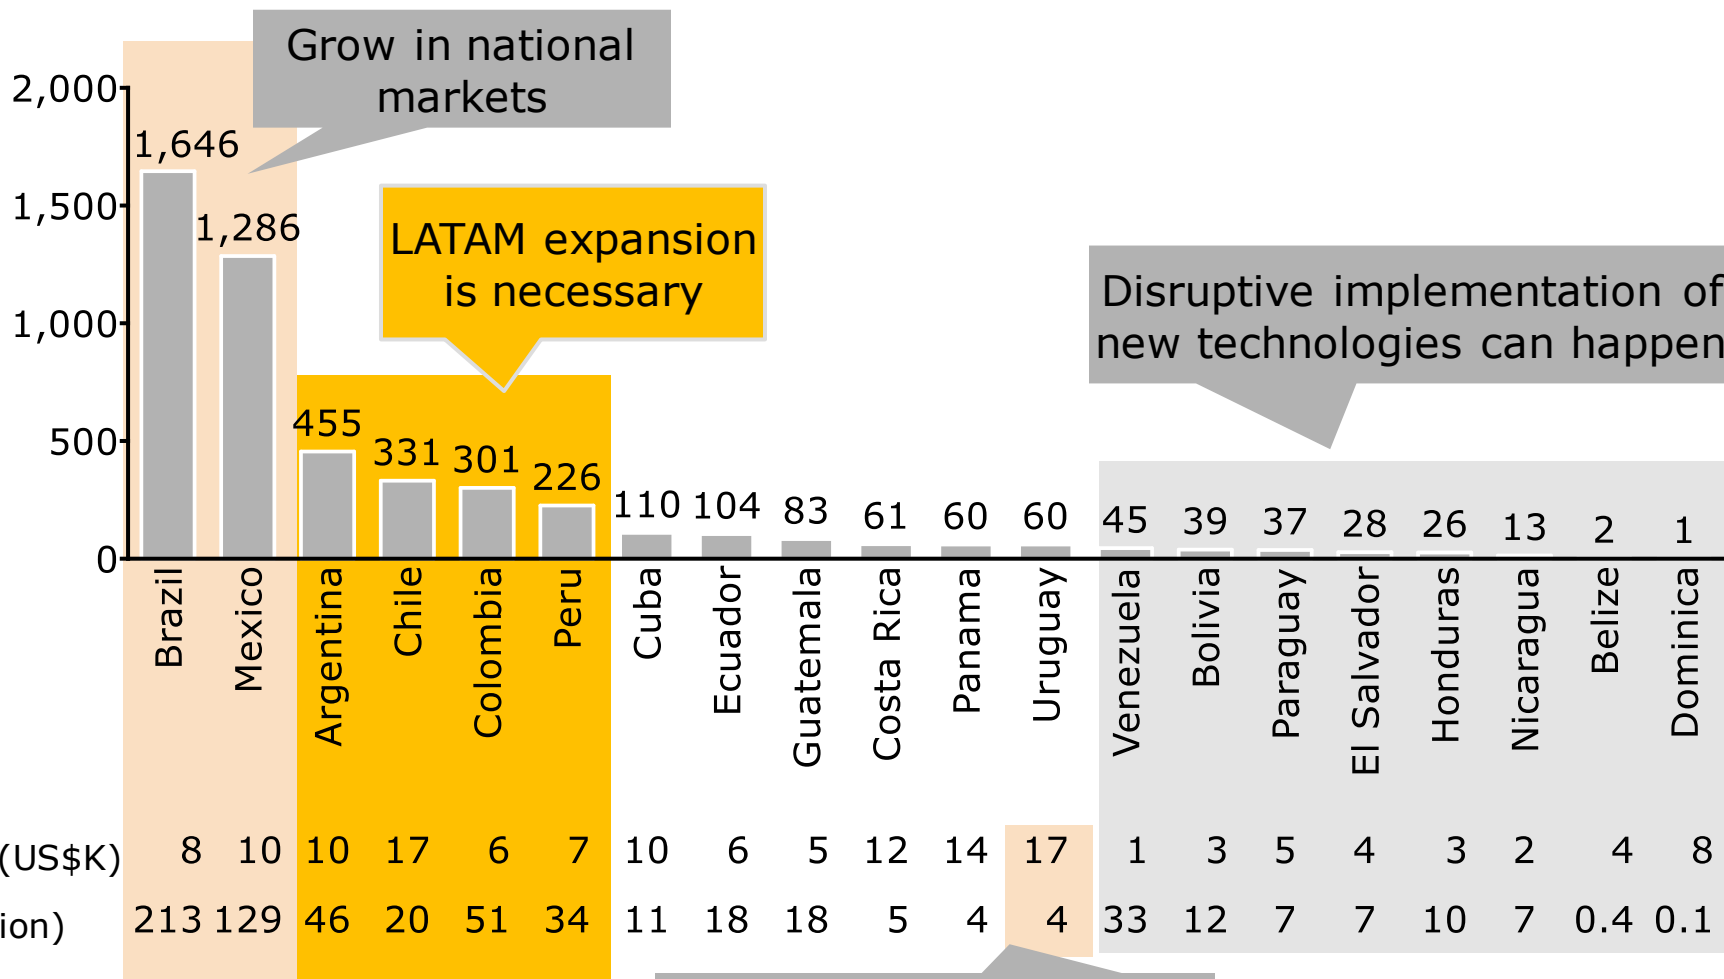 Grow in national
markets
2,000
1,646
1,500
1,286
LATAM expansion
is necessary
Disruptive implementation of
new technologies can happen
1,000
500
455 331 301 226 110 104 83 61 60 60 45 39 37 28 26 13 2 1
0
Brazil
Mexico
Argentina
Chile
Colombia
Peru
Cuba
Ecuador
Guatemala
Costa Rica
Panama
Uruguay
Venezuela
Bolivia
Paraguay
El Salvador
Honduras
Nicaragua
Belize
Dominica
(US$K) 8 10 10 17 6 7 10 6 5 12 14 17 1 3 5 4 3 2 4 8
ion) 213 129 46 20 51 34 11 18 18 5 4 4 33 12 7 7 10 7 0.4 0.1